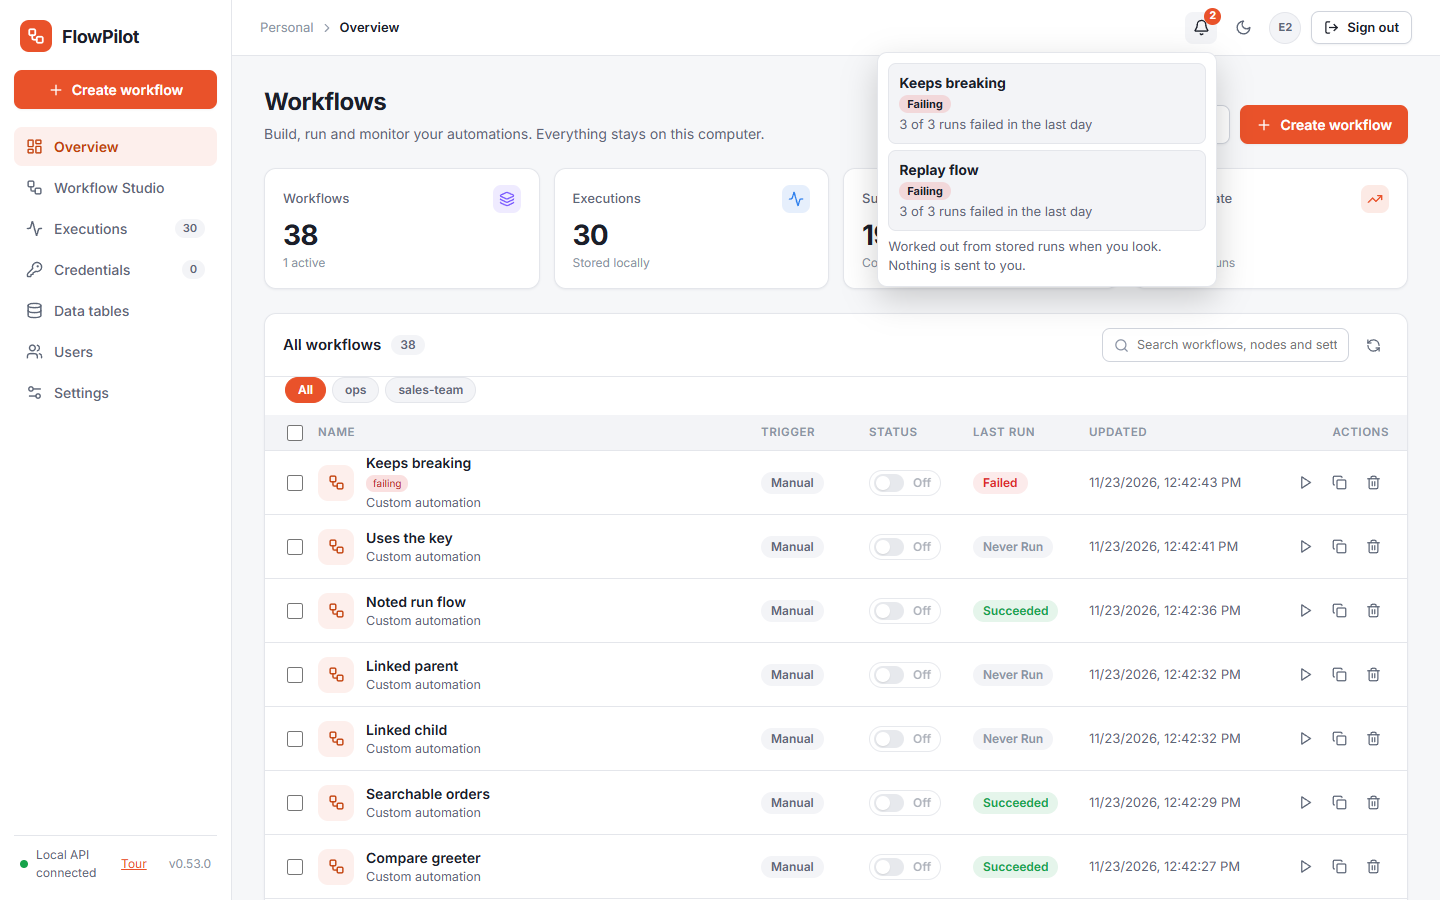 FlowPilot
Create workflow
Overview
Workflow Studio
Executions 30
Credentials 0
Data tables
Users
Settings
Local API
connected
Tour
v0.53.0
Personal > Overview
2
E2
Sign out
Keeps breaking
Failing
3 of 3 runs failed in the last day
Replay flow
Failing
3 of 3 runs failed in the last day
Worked out from stored runs when you look.
Nothing is sent to you.
Workflows
Build, run and monitor your automations. Everything stays on this computer.
Create workflow
Workflows
38
1 active
Executions
30
Stored locally
All workflows 38
Search workflows, nodes and sett
All ops sales-team
NAME TRIGGER STATUS LAST RUN UPDATED ACTIONS
Keeps breaking
failing
Custom automation
Manual Off Failed 11/23/2026, 12:42:43 PM
Uses the key
Custom automation
Manual Off Never Run 11/23/2026, 12:42:41 PM
Noted run flow
Custom automation
Manual Off Succeeded 11/23/2026, 12:42:36 PM
Linked parent
Custom automation
Manual Off Never Run 11/23/2026, 12:42:32 PM
Linked child
Custom automation
Manual Off Never Run 11/23/2026, 12:42:32 PM
Searchable orders
Custom automation
Manual Off Succeeded 11/23/2026, 12:42:29 PM
Compare greeter
Custom automation
Manual Off Succeeded 11/23/2026, 12:42:27 PM